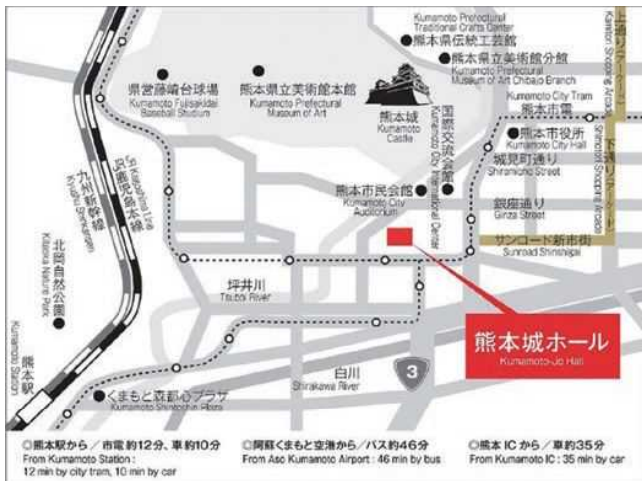 Kumamoto Prefectural
Traditional Crafts Center
熊本県伝統工芸館
熊本県立美術館分館
Kumamoto Prefectural
Museum of Art Chibajo Branch
上通り(アーケード)
Kamitori Shopping Arcade
県営藤崎台球場
Kumamoto Fujisakidai
Baseball Stadium
熊本県立美術館本館
Kumamoto Prefectural
Museum of Art
熊本城
Kumamoto
Castle
国際交流会館
Kumamoto City International Center
Kumamoto City Tram
熊本市電
熊本市役所
Kumamoto City Hall
城見町通り
Shiramicho Street
下通り(アーケード)
Shimotori Shopping Arcade
銀座通り
Ginza Street
サンロード新市街
Sunroad Shinshigai
熊本市民会館
Kumamoto City
Auditorium
JR Kagoshima Line
JR鹿児島本線
九州新幹線
Kyushu Shinkansen
北岡自然公園
Kitaoka Nature Park
坪井川
Tsuboi River
熊本城ホール
Kumamoto-Jo Hall
白川
Shirakawa River
3
熊本駅
Kumamoto Station
くまもと森都心プラザ
Kumamoto Shintoshin Plaza
◎熊本駅から/市電約12分、車約10分
From Kumamoto Station :
12 min by city tram, 10 min by car
◎阿蘇くまもと空港から/バス約46分
From Aso Kumamoto Airport : 46 min by bus
◎熊本 ICから/車約35分
From Kumamoto IC : 35 min by car